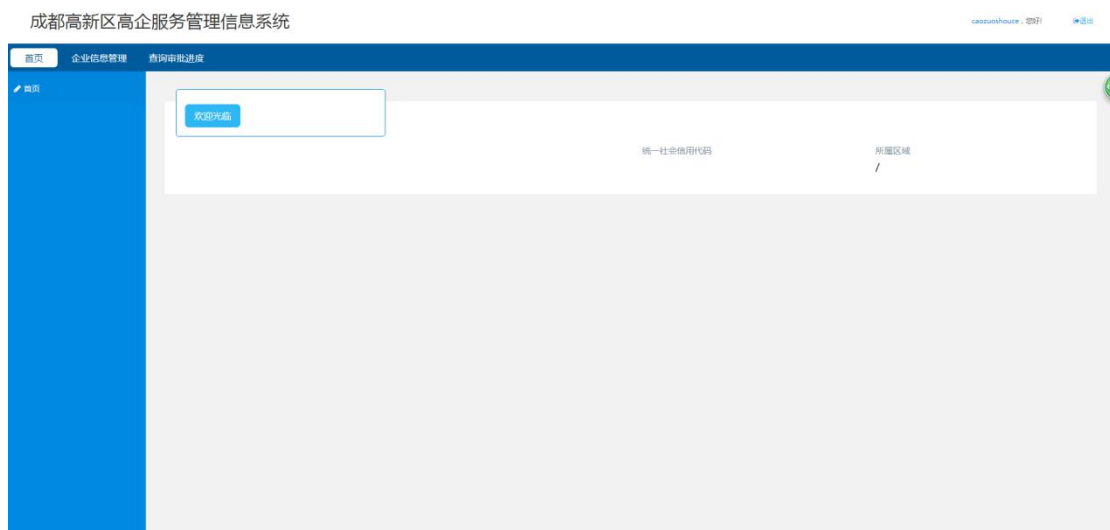 成都高新区高企服务管理信息系统
caozuoshouce，您好!
退出
首页 企业信息管理 查询审批进度
首页
欢迎光临
统一社会信用代码 所属区域
/